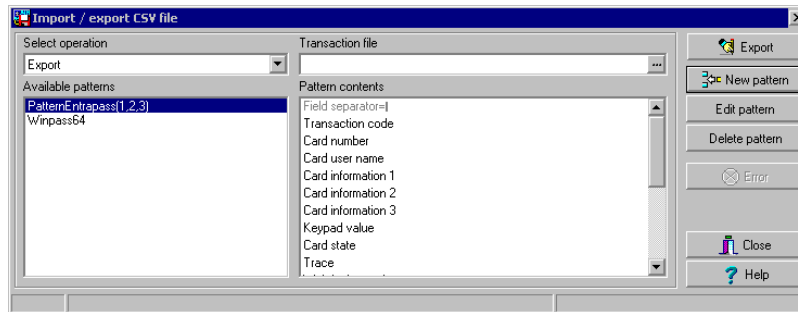 Import / export CSV file
Select operation
Transaction file
Export
Export
...
New pattern
Available patterns
Pattern contents
PatternEntrapass(1,2,3)
Field separator=|
Edit pattern
Winpass64
Transaction code
Card number
Delete pattern
Card user name
Card information 1
Error
Card information 2
Card information 3
Keypad value
Card state
Close
Trace
Help